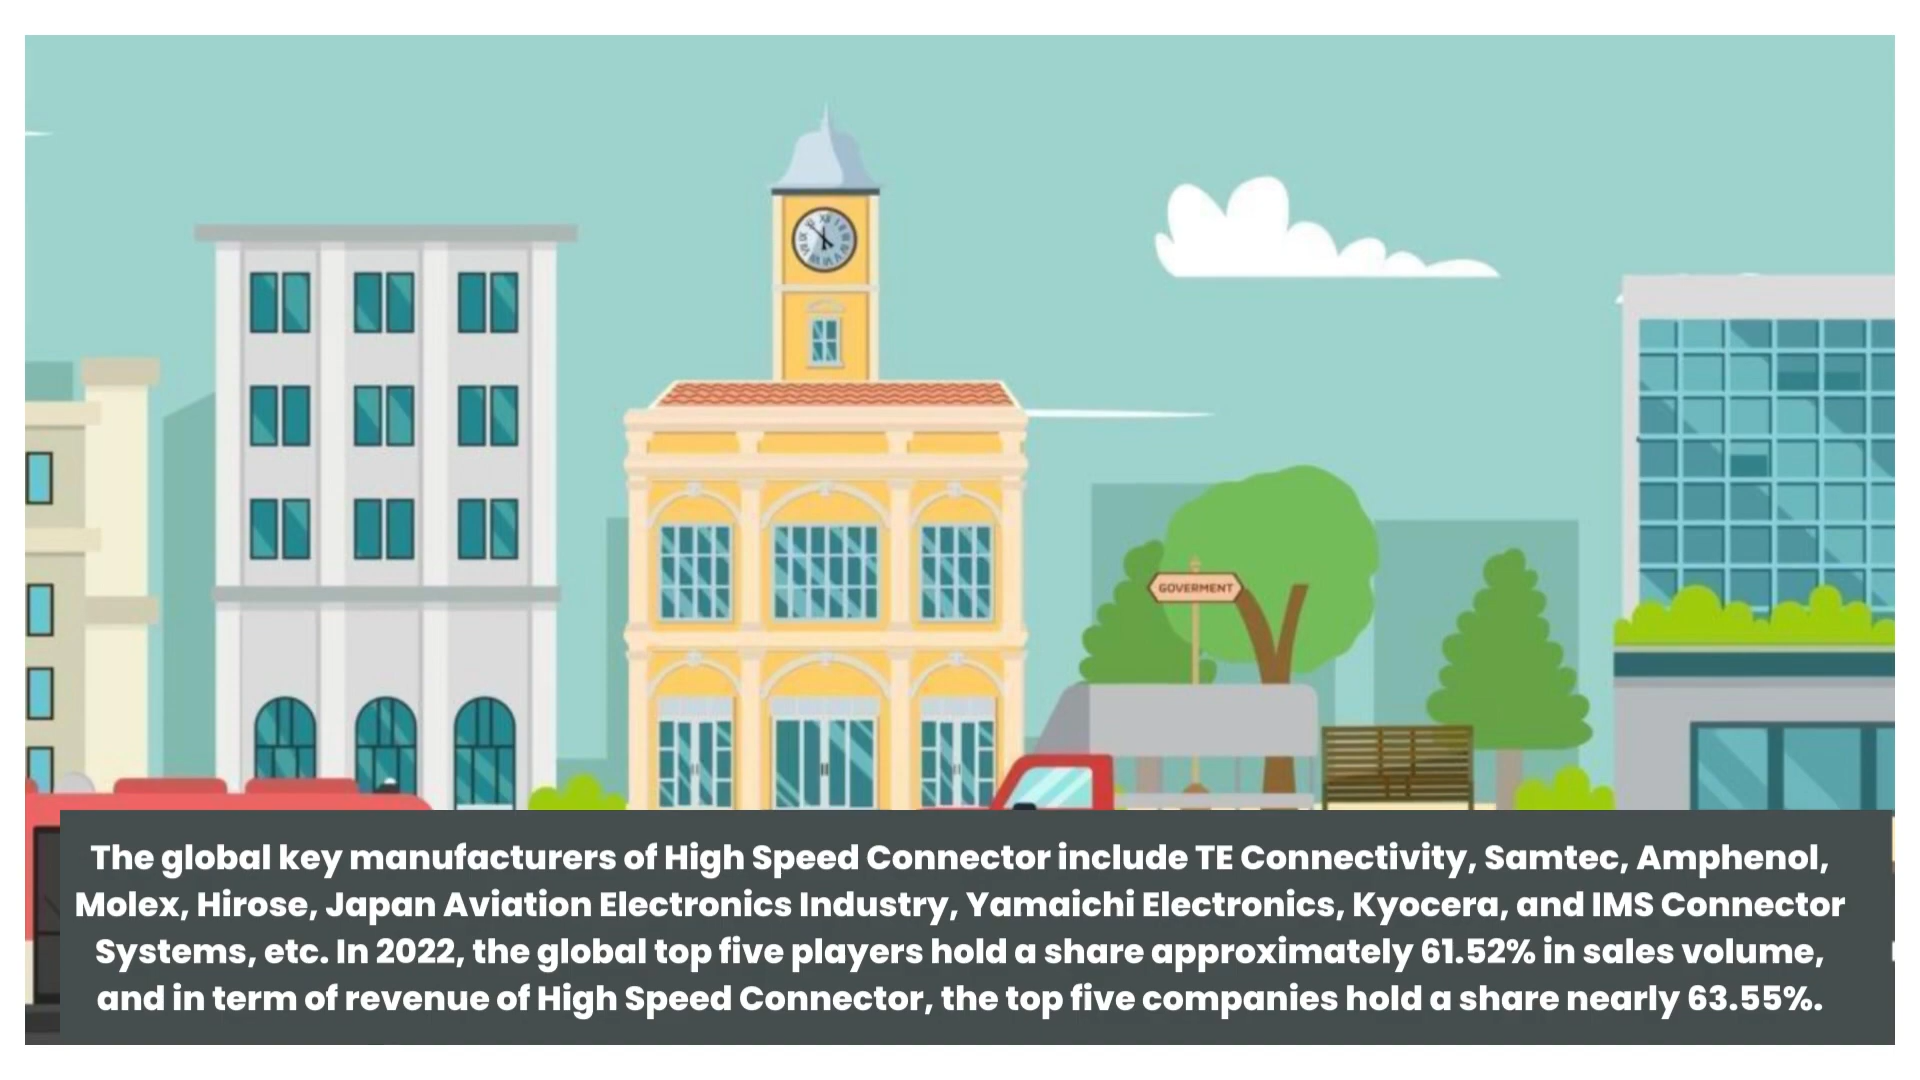 GOVERMENT
The global key manufacturers of High Speed Connector include TE Connectivity, Samtec, Amphenol,
Molex, Hirose, Japan Aviation Electronics Industry, Yamaichi Electronics, Kyocera, and IMS Connector
Systems, etc. In 2022, the global top five players hold a share approximately 61.52% in sales volume,
and in term of revenue of High Speed Connector, the top five companies hold a share nearly 63.55%.